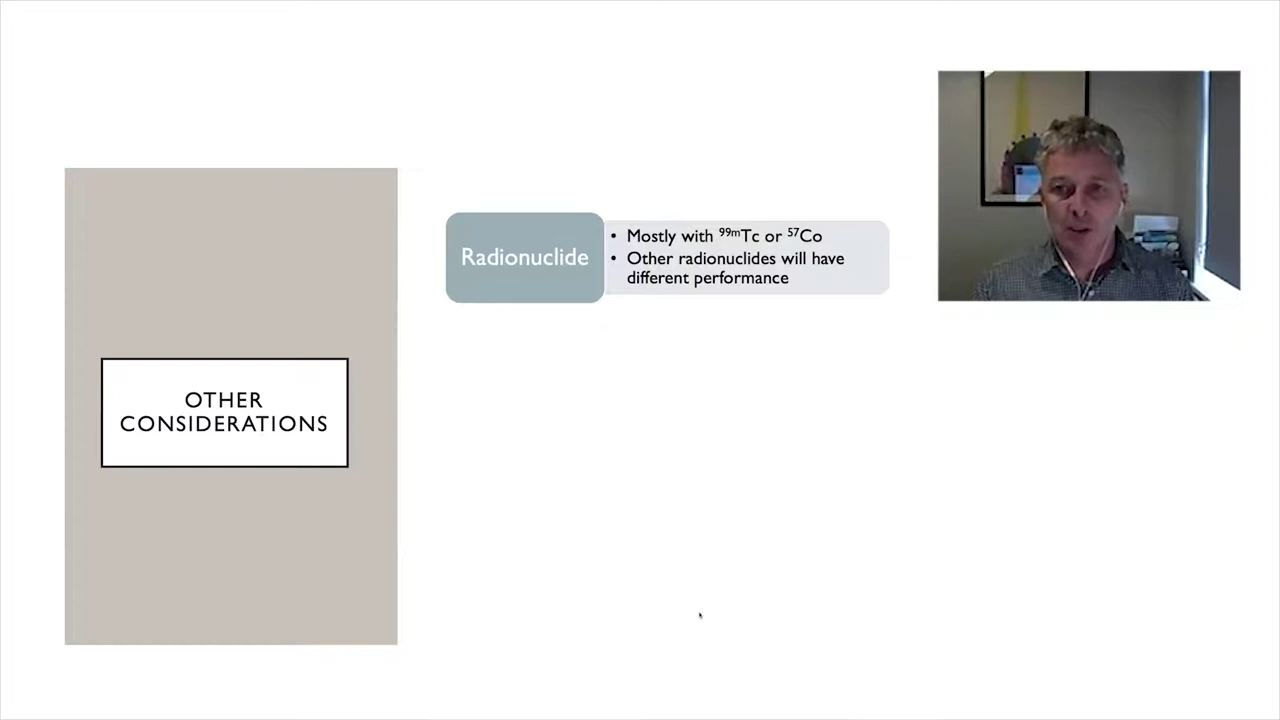 OTHER
CONSIDERATIONS
Radionuclide
• Mostly with ⁹⁹ᵐTc or ⁵⁷Co
• Other radionuclides will have
different performance